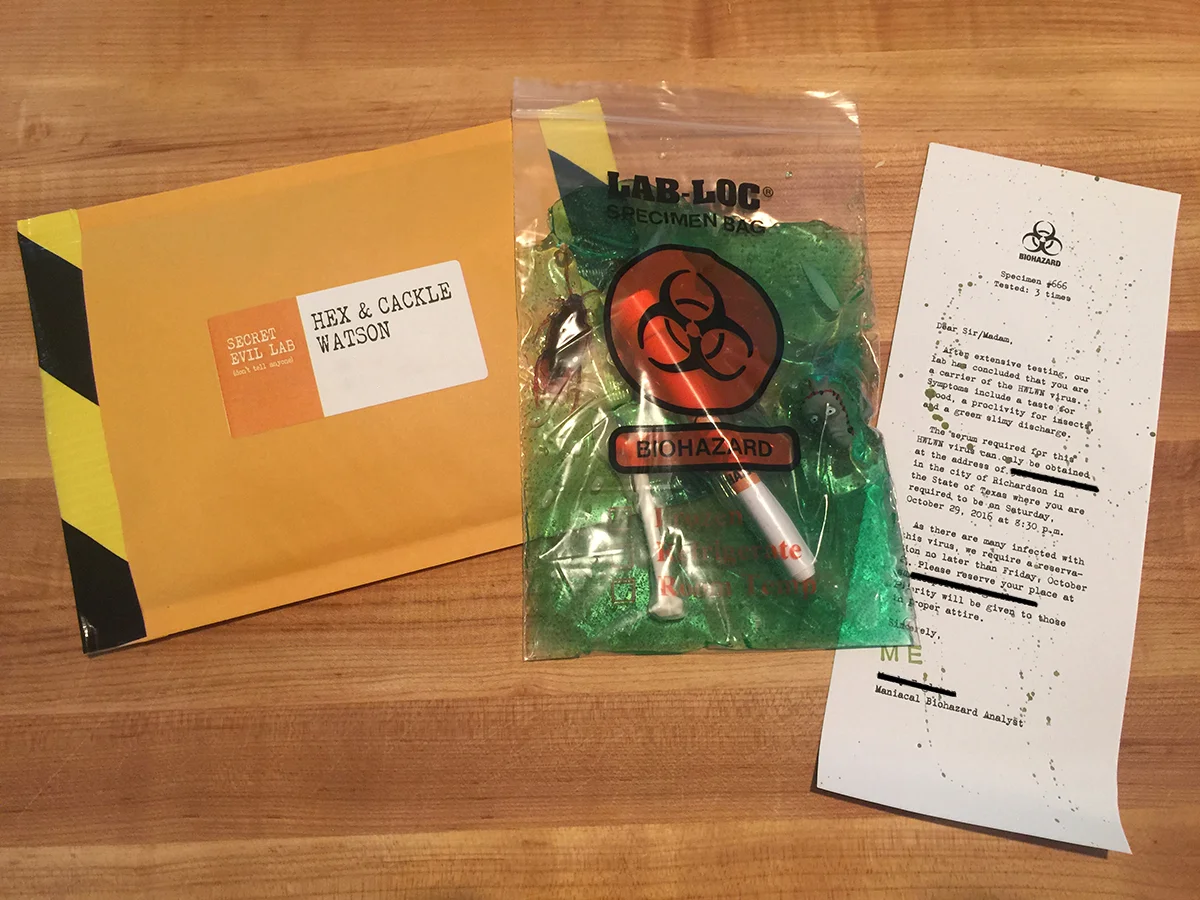 SECRET
EVIL LAB
(don't tell anyone)
HEX & CACKLE
WATSON
LAB-LOC®
SPECIMEN BAG
BIOHAZARD
Refrigerate
Room Temp
BIOHAZARD
Specimen #666
Tested: 3 times
Dear Sir/Madam,
After extensive testing, our
lab has concluded that you are
a carrier of the HWLWN virus.
Symptoms include a taste for
a proclivity for insects
and a green slimy discharge.
The serum required for this
HWLWN virus can only be obtained
at the address of
in the city of Richardson in
the State of Texas where you are
required to be on Saturday,
October 29, 2016 at 8:30 p.m.
As there are many infected with
this virus, we require a reserva-
no later than Friday, October
Please reserve your place at
will be given to those
proper attire.
Sincerely,
ME
Maniacal Biohazard Analyst